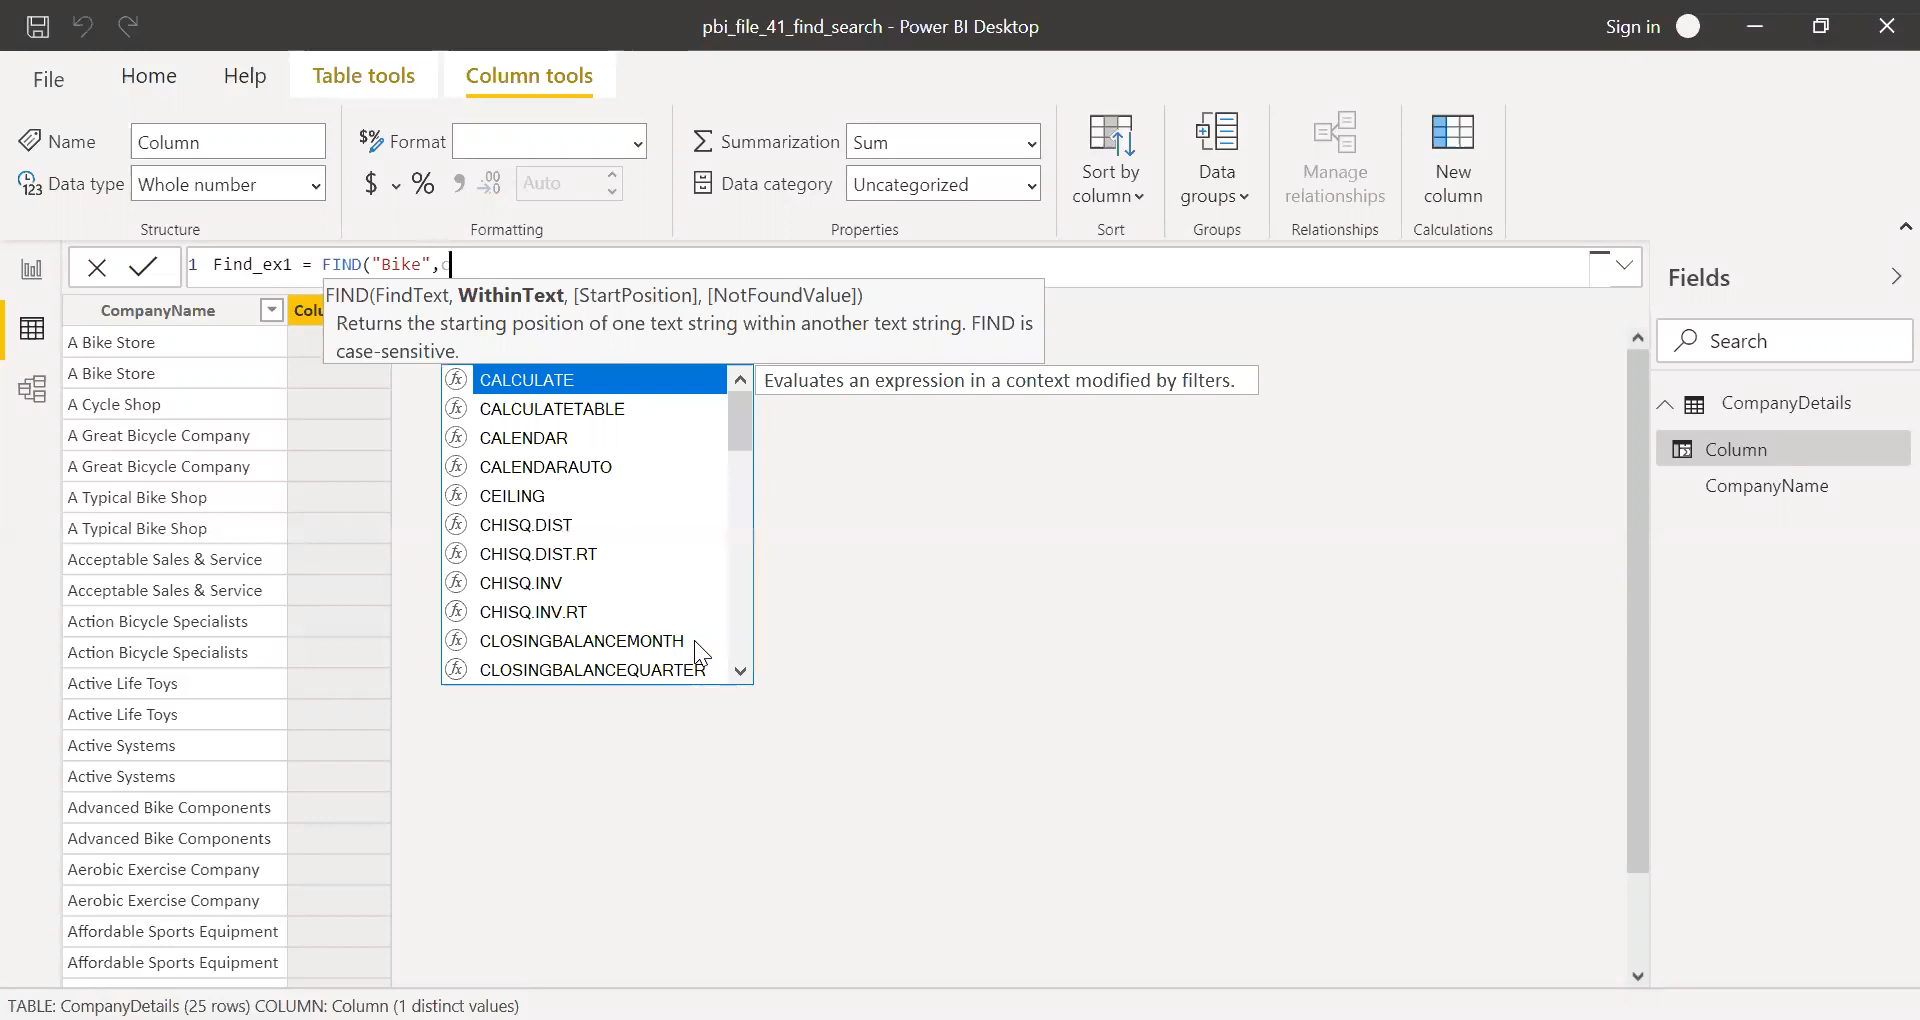 pbi_file_41_find_search - Power BI Desktop
Sign in
File Home Help Table tools Column tools
Name Column
Data type Whole number
Structure
Format
$ % 9 .00 Auto
Formatting
Summarization Sum
Data category Uncategorized
Properties
Sort by
column
Sort
Data
groups
Groups
Manage
relationships
Relationships
New
column
Calculations
1 Find_ex1 = FIND("Bike",c
FIND(FindText, WithinText, [StartPosition], [NotFoundValue])
Returns the starting position of one text string within another text string. FIND is
case-sensitive.
CALCULATE
CALCULATETABLE
CALENDAR
CALENDARAUTO
CEILING
CHISQ.DIST
CHISQ.DIST.RT
CHISQ.INV
CHISQ.INV.RT
CLOSINGBALANCEMONTH
CLOSINGBALANCEQUARTER
Evaluates an expression in a context modified by filters.
CompanyName
A Bike Store
A Bike Store
A Cycle Shop
A Great Bicycle Company
A Great Bicycle Company
A Typical Bike Shop
A Typical Bike Shop
Acceptable Sales & Service
Acceptable Sales & Service
Action Bicycle Specialists
Action Bicycle Specialists
Active Life Toys
Active Life Toys
Active Systems
Active Systems
Advanced Bike Components
Advanced Bike Components
Aerobic Exercise Company
Aerobic Exercise Company
Affordable Sports Equipment
Affordable Sports Equipment
Colu
Fields
Search
CompanyDetails
Column
CompanyName
TABLE: CompanyDetails (25 rows) COLUMN: Column (1 distinct values)